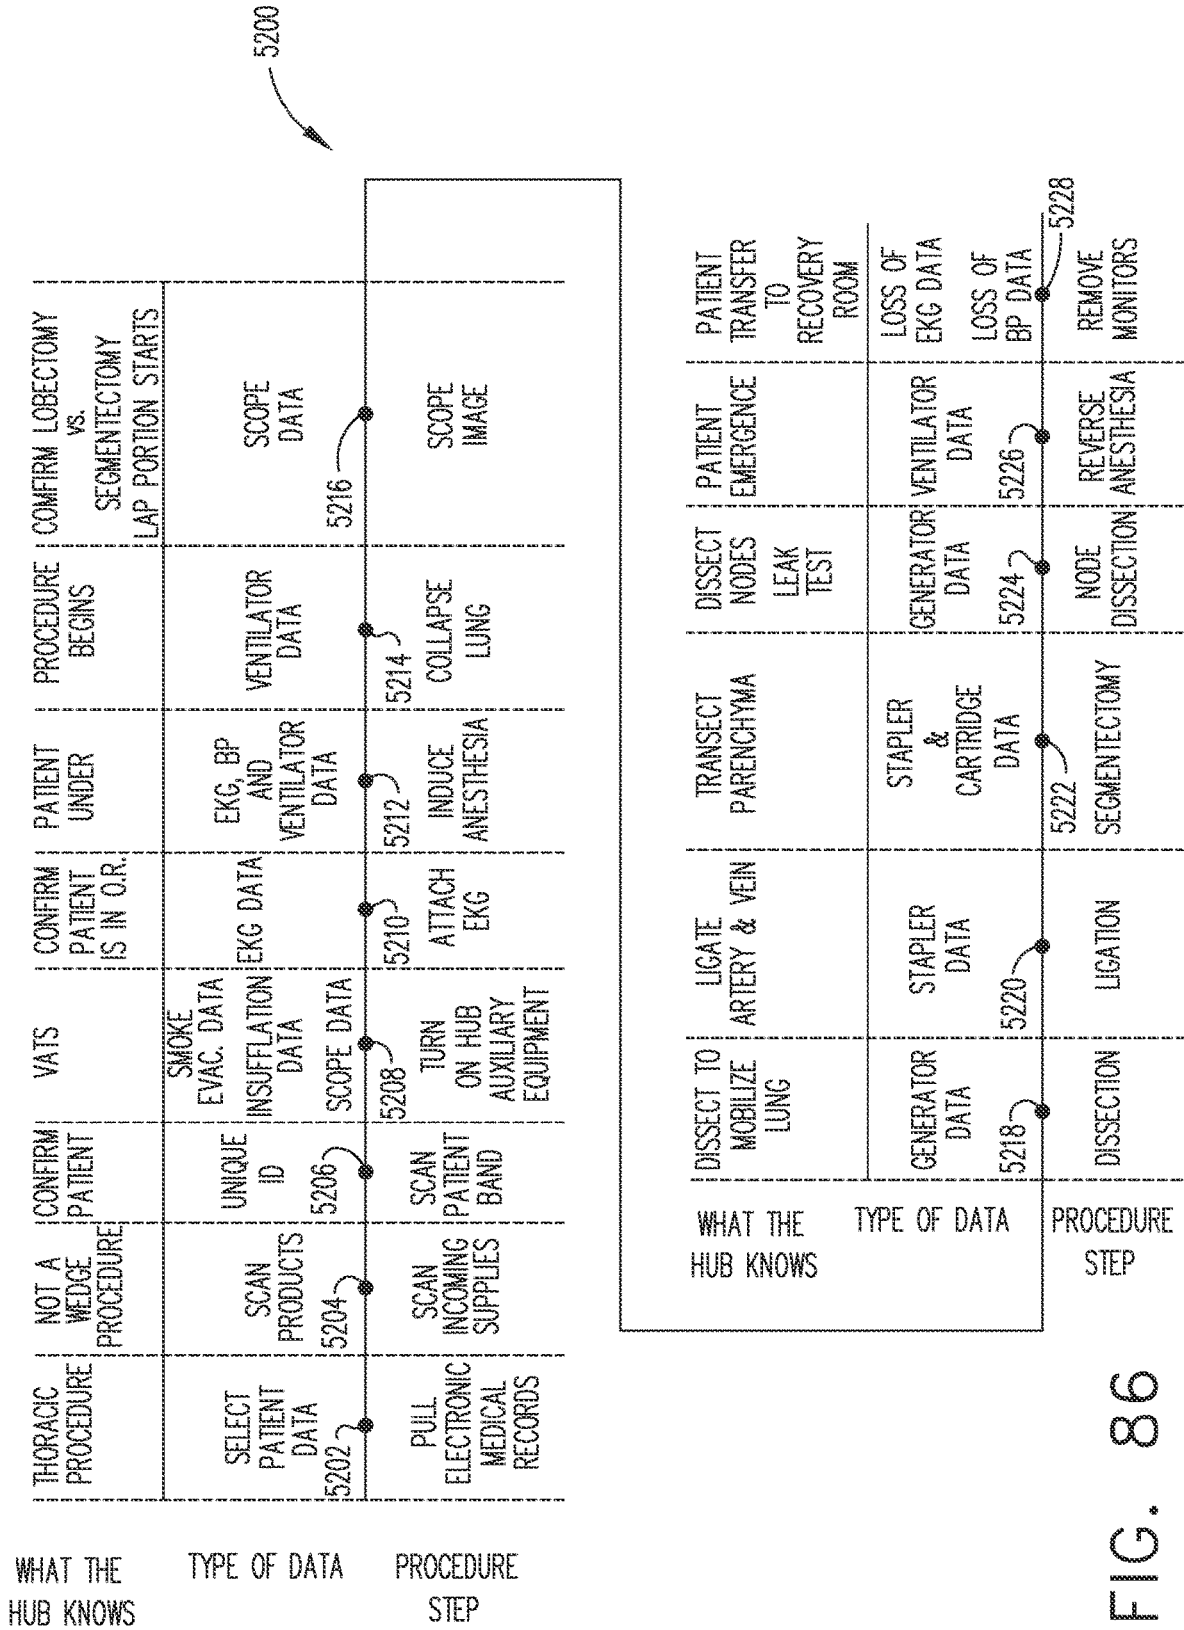 5200
WHAT THE
HUB KNOWS
THORACIC
PROCEDURE
NOT A
WEDGE
PROCEDURE
CONFIRM
PATIENT
VATS
CONFIRM
PATIENT
IS IN O.R.
PATIENT
UNDER
PROCEDURE
BEGINS
COMFIRM LOBECTOMY
vs.
SEGMENTECTOMY
LAP PORTION STARTS
TYPE OF DATA
SELECT
PATIENT
DATA
5202
SCAN
PRODUCTS
5204
UNIQUE
ID
5206
SMOKE
EVAC. DATA
INSUFFLATION
DATA
SCOPE DATA
5208
EKG DATA
5210
EKG, BP
AND
VENTILATOR
DATA
5212
VENTILATOR
DATA
5214
SCOPE
DATA
5216
PROCEDURE
STEP
PULL
ELECTRONIC
MEDICAL
RECORDS
SCAN
INCOMING
SUPPLIES
SCAN
PATIENT
BAND
TURN
ON HUB
AUXILIARY
EQUIPMENT
ATTACH
EKG
INDUCE
ANESTHESIA
COLLAPSE
LUNG
SCOPE
IMAGE
WHAT THE
HUB KNOWS
DISSECT TO
MOBILIZE
LUNG
LIGATE
ARTERY & VEIN
TRANSECT
PARENCHYMA
DISSECT
NODES
LEAK
TEST
PATIENT
EMERGENCE
PATIENT
TRANSFER
TO
RECOVERY
ROOM
TYPE OF DATA
GENERATOR
DATA
5218
STAPLER
DATA
5220
STAPLER
&
CARTRIDGE
DATA
5222
GENERATOR
DATA
5224
VENTILATOR
DATA
5226
LOSS OF
EKG DATA
LOSS OF
BP DATA
5228
PROCEDURE
STEP
DISSECTION
LIGATION
SEGMENTECTOMY
NODE
DISSECTION
REVERSE
ANESTHESIA
REMOVE
MONITORS
FIG. 86